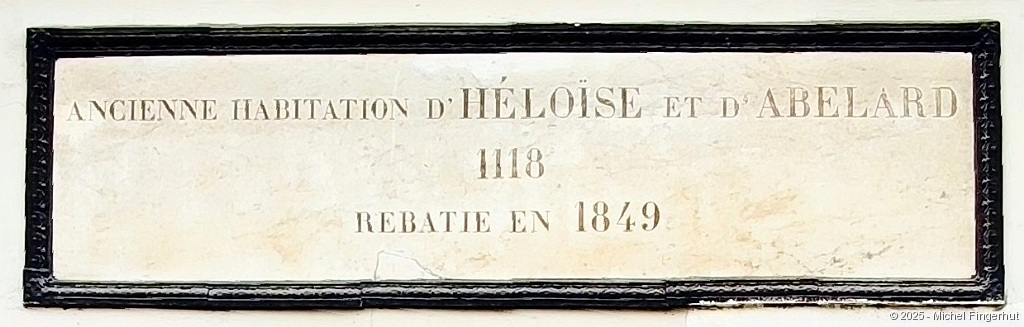 ANCIENNE HABITATION D'HÉLOÏSE ET D'ABELARD
1118
REBATIE EN 1849
© 2025 - Michel Fingerhut